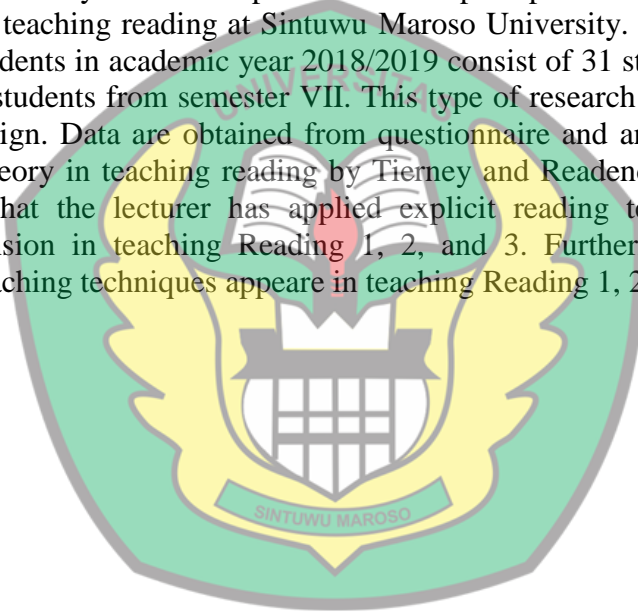 teaching reading at Sintuwu Maroso University.
dents in academic year 2018/2019 consist of 31 st
students from semester VII. This type of research
ign. Data are obtained from questionnaire and an
eory in teaching reading by Tierney and Readenc
hat the lecturer has applied explicit reading te
sion in teaching Reading 1, 2, and 3. Further
aching techniques appeare in teaching Reading 1, 2
UNIVERSITAS
SINTUWU MAROSO